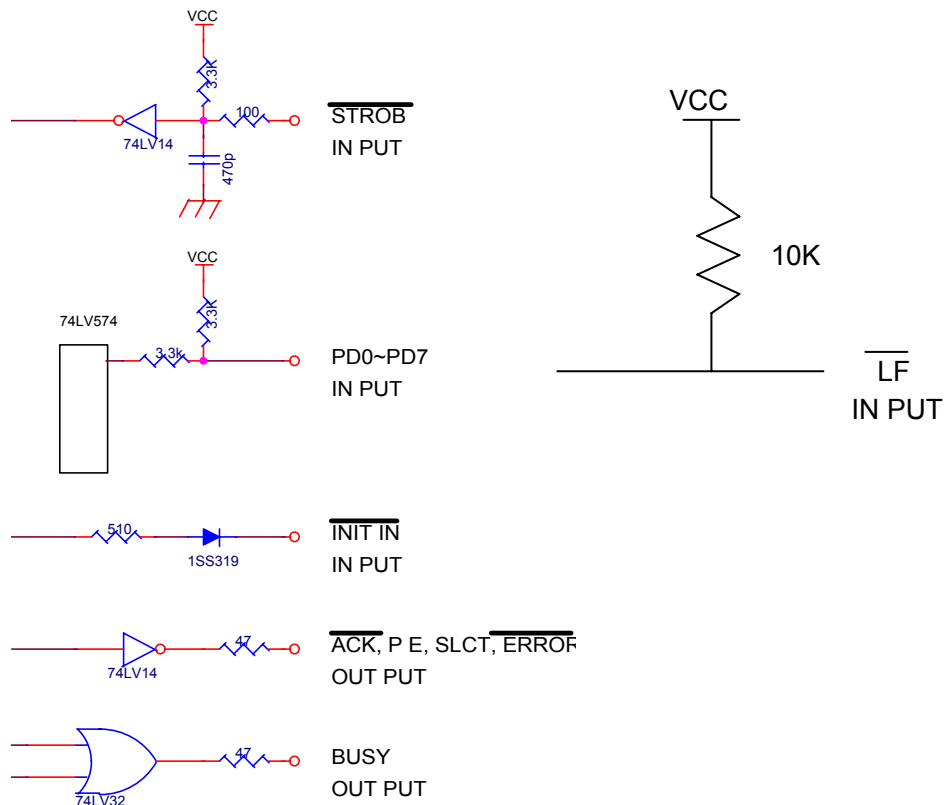 VCC
3.3K
100
STROB
IN PUT
74LV14
470p
VCC
10K
LF
IN PUT
VCC
3.3K
74LV574
3.3k
PD0~PD7
IN PUT
510
INIT IN
IN PUT
1SS319
47
ACK, P E, SLCT, ERROR
OUT PUT
74LV14
47
BUSY
OUT PUT
74LV32